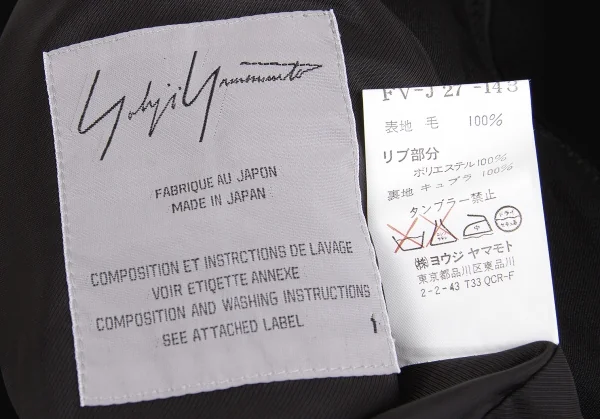 Yohji Yamamoto
FABRIQUE AU JAPON
MADE IN JAPAN
COMPOSITION ET INSTRCTIONS DE LAVAGE
VOIR ETIQETTE ANNEXE
COMPOSITION AND WASHING INSTRUCTIONS
SEE ATTACHED LABEL
1
FV-J27-143
表地 毛 100%
リブ部分
ポリエステル100%
裏地 キュプラ 100%
タンブラー禁止
㈱ヨウジ ヤマモト
東京都品川区東品川
2-2-43 T33 QCR-F